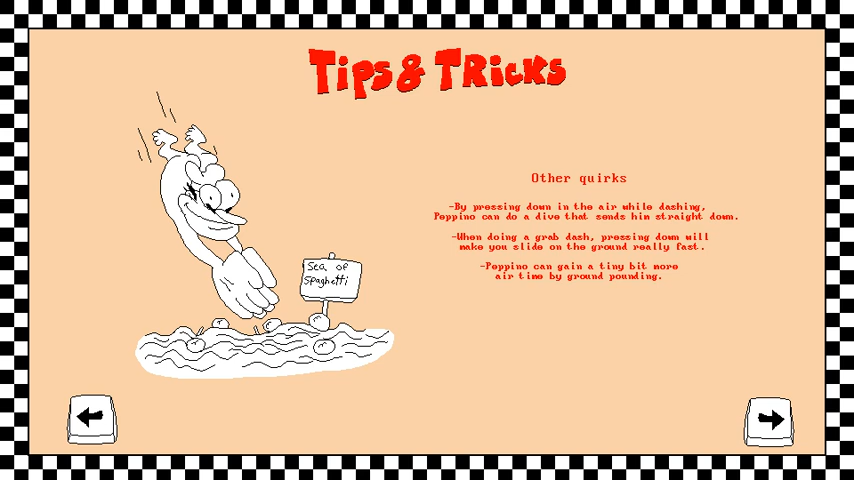 Tips & Tricks
Other quirks
-By pressing down in the air while dashing,
Peppino can do a dive that sends him straight down.
-When doing a grab dash, pressing down will
make you slide on the ground really fast.
-Peppino can gain a tiny bit more
air time by ground pounding.
Sea of
Spaghetti